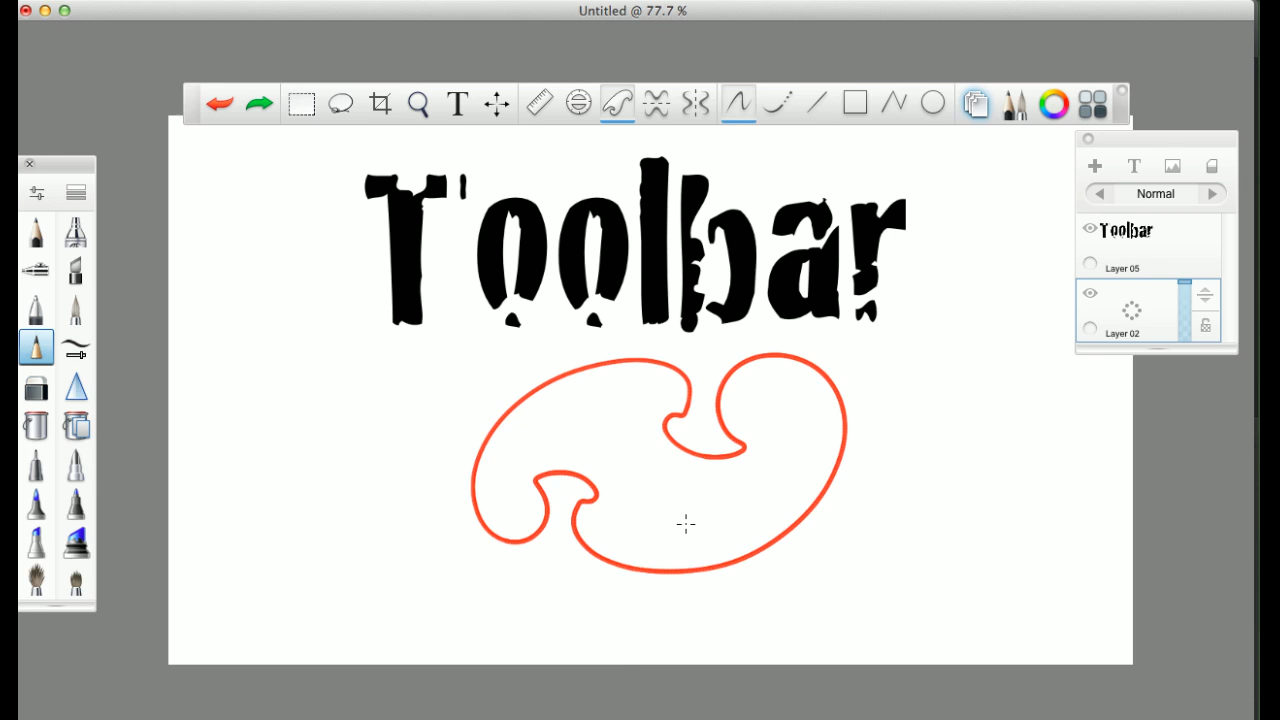 Untitled @ 77.7 %
T
T
Normal
Toolbar
Toolbar
Layer 05
Layer 02